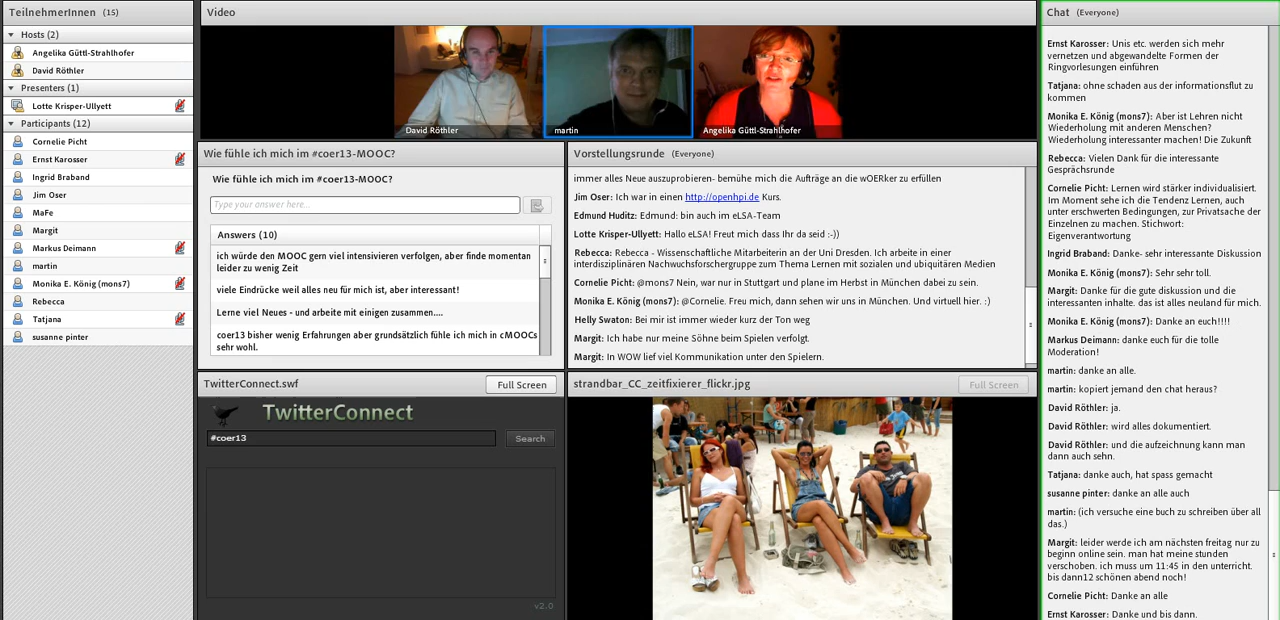 TeilnehmerInnen (15)
Hosts (2)
Angelika Güttl-Strahlhofer
David Röthler
Presenters (1)
Lotte Krisper-Ullyett
Participants (12)
Cornelie Picht
Ernst Karosser
Ingrid Braband
Jim Oser
MaFe
Margit
Markus Deimann
martin
Monika E. König (mons7)
Rebecca
Tatjana
susanne pinter
Video
David Röthler
martin
Angelika Güttl-Strahlhofer
Wie fühle ich mich im #coer13-MOOC?
Wie fühle ich mich im #coer13-MOOC?
Type your answer here...
Answers (10)
ich würde den MOOC gern viel intensivieren verfolgen, aber finde momentan
leider zu wenig Zeit
viele Eindrücke weil alles neu für mich ist, aber interessant!
Lerne viel Neues - und arbeite mit einigen zusammen....
coer13 bisher wenig Erfahrungen aber grundsätzlich fühle ich mich in cMOOCs
sehr wohl.
Vorstellungsrunde (Everyone)
immer alles Neue auszuprobieren- bemühe mich die Aufträge an die wOERker zu erfüllen
Jim Oser: Ich war in einen http://openhpi.de Kurs.
Edmund Huditz: Edmund: bin auch im eLSA-Team
Lotte Krisper-Ullyett: Hallo eLSA! Freut mich dass Ihr da seid :-))
Rebecca: Rebecca - Wissenschaftliche Mitarbeiterin an der Uni Dresden. Ich arbeite in einer
interdisziplinären Nachwuchsforschergruppe zum Thema Lernen mit sozialen und ubiquitären Medien
Cornelie Picht: @mons7 Nein, war nur in Stuttgart und plane im Herbst in München dabei zu sein.
Monika E. König (mons7): @Cornelie. Freu mich, dann sehen wir uns in München. Und virtuell hier. :)
Helly Swaton: Bei mir ist immer wieder kurz der Ton weg
Margit: Ich habe nur meine Söhne beim Spielen verfolgt.
Margit: In WOW lief viel Kommunikation unter den Spielern.
TwitterConnect.swf
Full Screen
TwitterConnect
#coer13
Search
v2.0
strandbar_CC_zeitfixierer_flickr.jpg
Full Screen
Chat (Everyone)
Ernst Karosser: Unis etc. werden sich mehr
vernetzen und abgewandelte Formen der
Ringvorlesungen einführen
Tatjana: ohne schaden aus der informationsflut zu
kommen
Monika E. König (mons7): Aber ist Lehren nicht
Wiederholung mit anderen Menschen?
Wiederholung interessanter machen! Die Zukunft
Rebecca: Vielen Dank für die interessante
Gesprächsrunde
Cornelie Picht: Lernen wird stärker individualisiert.
Im Moment sehe ich die Tendenz Lernen, auch
unter erschwerten Bedingungen, zur Privatsache der
Einzelnen zu machen. Stichwort:
Eigenverantwortung
Ingrid Braband: Danke- sehr interessante Diskussion
Monika E. König (mons7): Sehr sehr toll.
Margit: Danke für die gute diskussion und die
interessanten inhalte. das ist alles neuland für mich.
Monika E. König (mons7): Danke an euch!!!!
Markus Deimann: danke euch für die tolle
Moderation!
martin: danke an alle.
martin: kopiert jemand den chat heraus?
David Röthler: ja.
David Röthler: wird alles dokumentiert.
David Röthler: und die aufzeichnung kann man
dann auch sehn.
Tatjana: danke auch, hat spass gemacht
susanne pinter: danke an alle auch
martin: (ich versuche eine buch zu schreiben über all
das.)
Margit: leider werde ich am nächsten freitag nur zu
beginn online sein. man hat meine stunden
verschoben. ich muss um 11:45 in den unterricht.
bis dann12 schönen abend noch!
Cornelie Picht: Danke an alle
Ernst Karosser: Danke und bis dann.